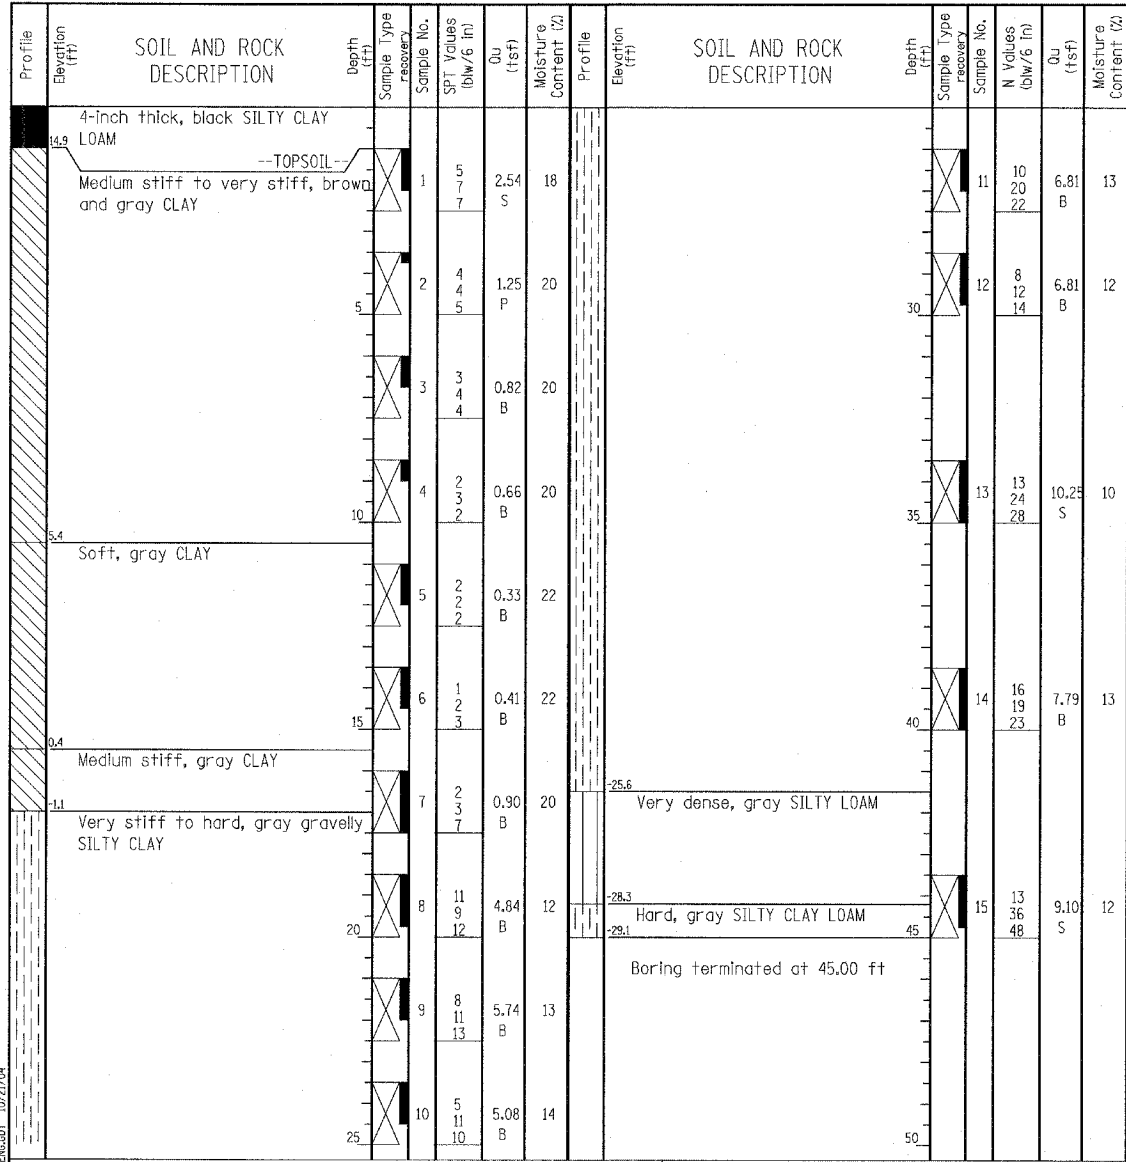 Profile
Elevation (ft)
SOIL AND ROCK
DESCRIPTION
Depth (ft)
Sample Type
recovery
Sample No.
SPT Values
(blw/6 in)
Qu
(tsf)
Moisture
Content (%)
Profile
Elevation (ft)
SOIL AND ROCK
DESCRIPTION
Depth (ft)
Sample Type
recovery
Sample No.
N Values
(blw/6 in)
Qu
(tsf)
Moisture
Content (%)
4-inch thick, black SILTY CLAY
14.9 LOAM
--TOPSOIL--
Medium stiff to very stiff, brown
and gray CLAY
1 5 7 7 2.54 S 18
2 4 4 5 1.25 P 20
5
3 3 4 4 0.82 B 20
4 2 3 2 0.66 B 20
10
5.4
Soft, gray CLAY
5 2 2 2 0.33 B 22
6 1 2 3 0.41 B 22
15
0.4
Medium stiff, gray CLAY
7 2 3 7 0.90 B 20
-1.1
Very stiff to hard, gray gravelly
SILTY CLAY
8 11 9 12 4.84 B 12
20
9 8 11 13 5.74 B 13
10 5 11 10 5.08 B 14
25
11 10 20 22 6.81 B 13
12 8 12 14 6.81 B 12
30
13 13 24 28 10.25 S 10
35
14 16 19 23 7.79 B 13
40
-25.6
Very dense, gray SILTY LOAM
-28.3
Hard, gray SILTY CLAY LOAM
15 13 36 48 9.10 S 12
-29.1
45
Boring terminated at 45.00 ft
50
10/21/04